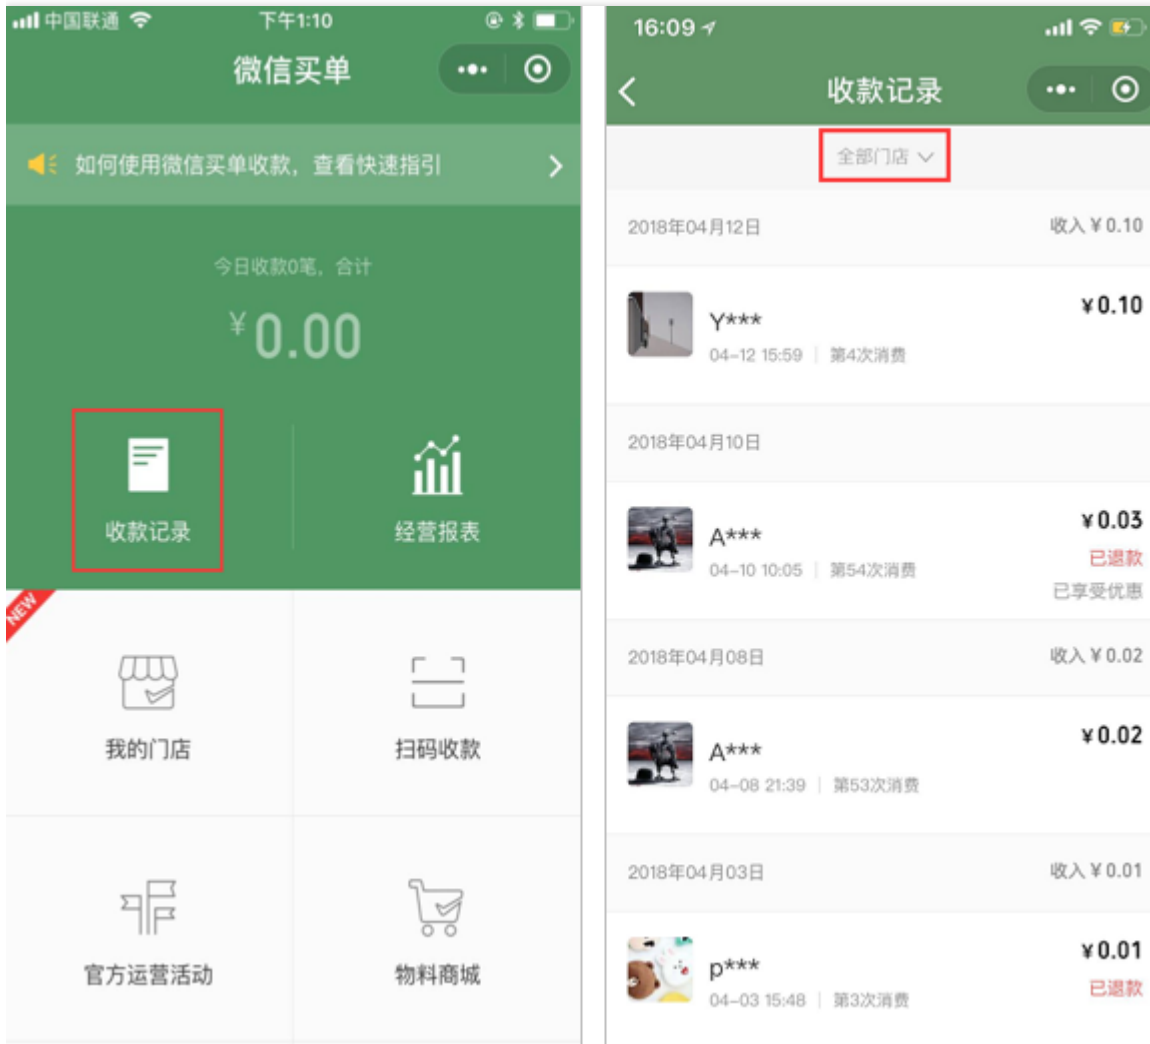 中国联通 下午1:10
微信买单
如何使用微信买单收款，查看快速指引
今日收款0笔，合计
¥0.00
收款记录 经营报表
NEW
我的门店 扫码收款
官方运营活动 物料商城
16:09
收款记录
全部门店
2018年04月12日 收入¥0.10
Y*** ¥0.10
04-12 15:59 | 第4次消费
2018年04月10日
A*** ¥0.03
已退款
04-10 10:05 | 第54次消费
已享受优惠
2018年04月08日 收入¥0.02
A*** ¥0.02
04-08 21:39 | 第53次消费
2018年04月03日 收入¥0.01
p*** ¥0.01
已退款
04-03 15:48 | 第3次消费